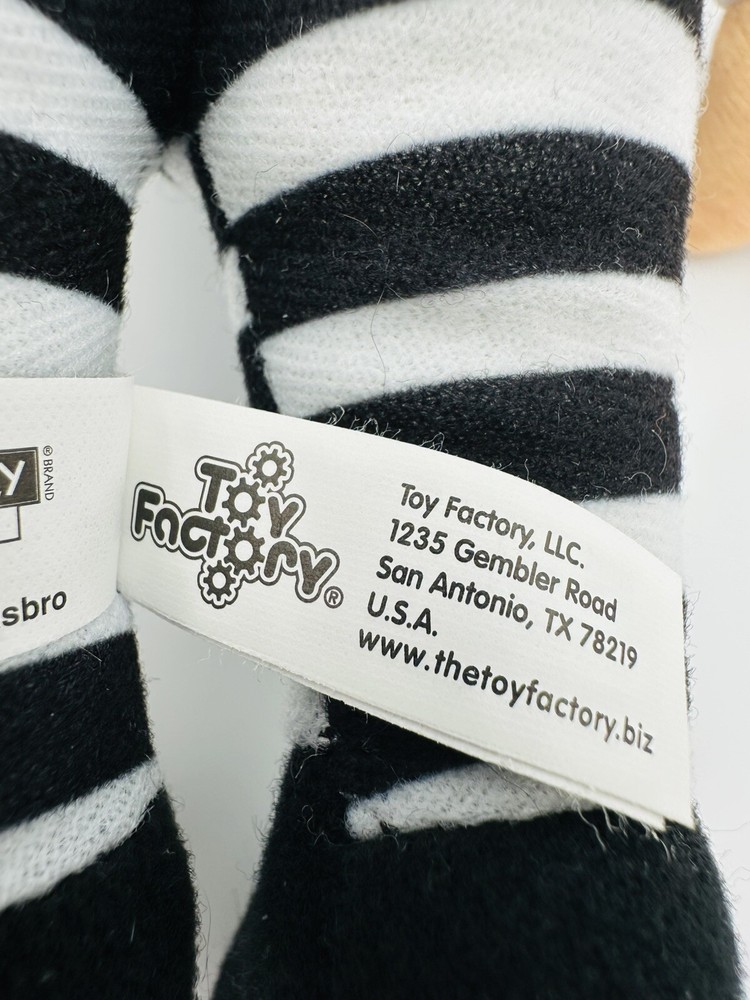 ® BRAND
sbro
Toy
Factory®
Toy Factory, LLC.
1235 Gembler Road
San Antonio, TX 78219
U.S.A.
www.thetoyfactory.biz